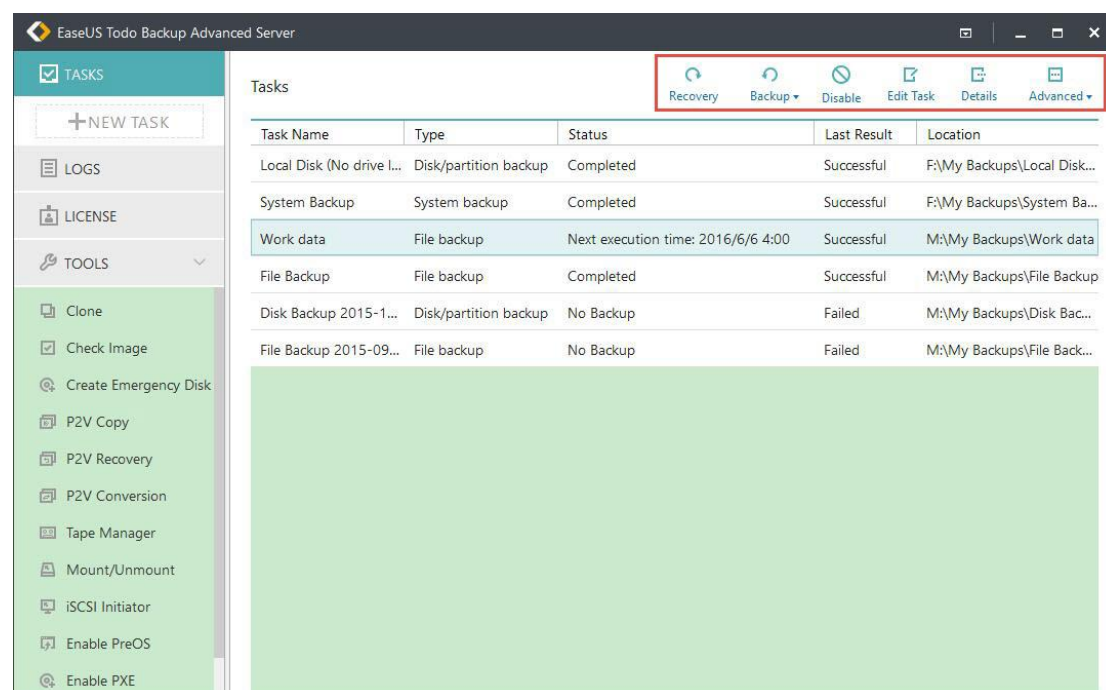 EaseUS Todo Backup Advanced Server
TASKS
NEW TASK
LOGS
LICENSE
TOOLS
Clone
Check Image
Create Emergency Disk
P2V Copy
P2V Recovery
P2V Conversion
Tape Manager
Mount/Unmount
iSCSI Initiator
Enable PreOS
Enable PXE
Tasks
Recovery Backup Disable Edit Task Details Advanced
Task Name Type Status Last Result Location
Local Disk (No drive l... Disk/partition backup Completed Successful F:\My Backups\Local Disk...
System Backup System backup Completed Successful F:\My Backups\System Ba...
Work data File backup Next execution time: 2016/6/6 4:00 Successful M:\My Backups\Work data
File Backup File backup Completed Successful M:\My Backups\File Backup
Disk Backup 2015-1... Disk/partition backup No Backup Failed M:\My Backups\Disk Bac...
File Backup 2015-09... File backup No Backup Failed M:\My Backups\File Back...